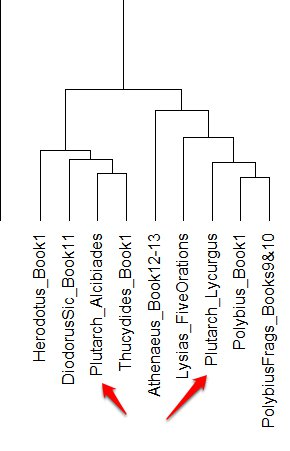 Herodotus_Book1
DiodorusSic_Book11
Plutarch_Alcibiades
Thucydides_Book1
Athenaeus_Book12-13
Lysias_FiveOrations
Plutarch_Lycurgus
Polybius_Book1
PolybiusFrags_Books9&10